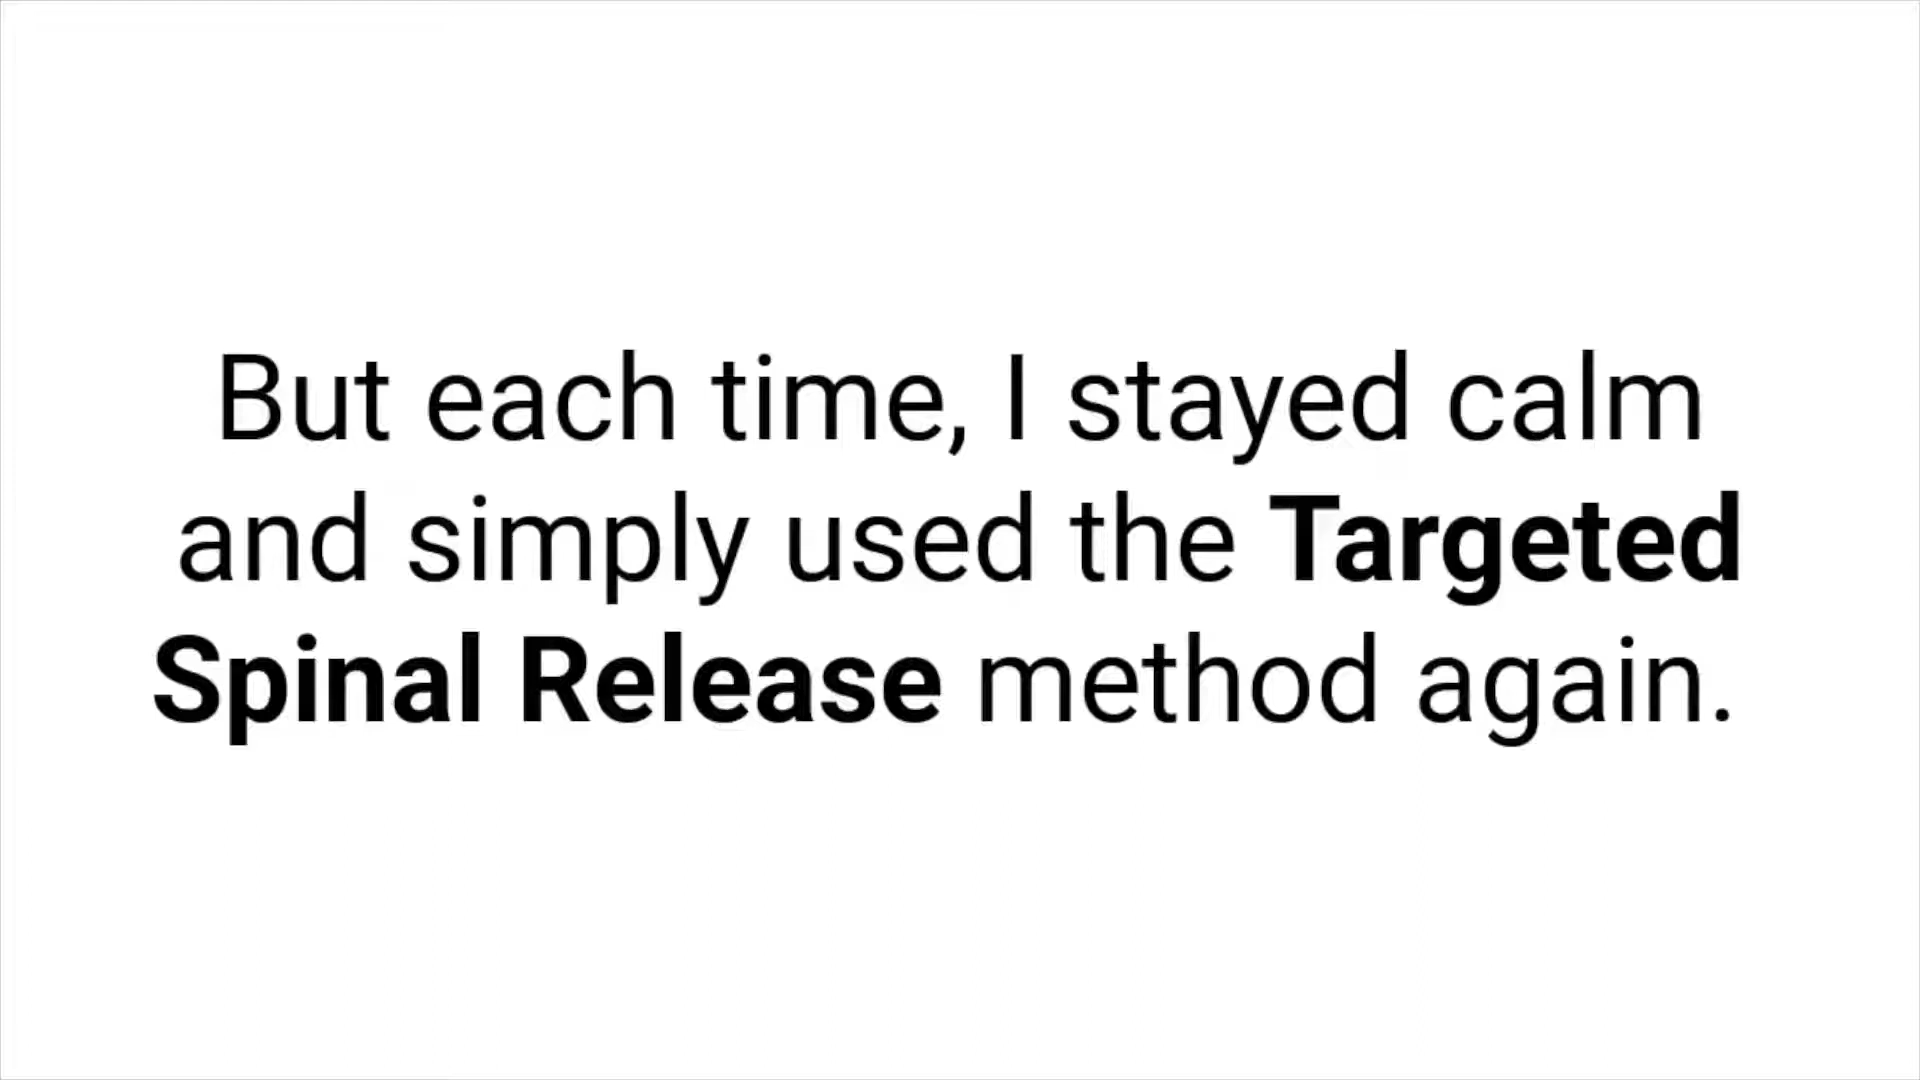 But each time, I stayed calm
and simply used the Targeted
Spinal Release method again.